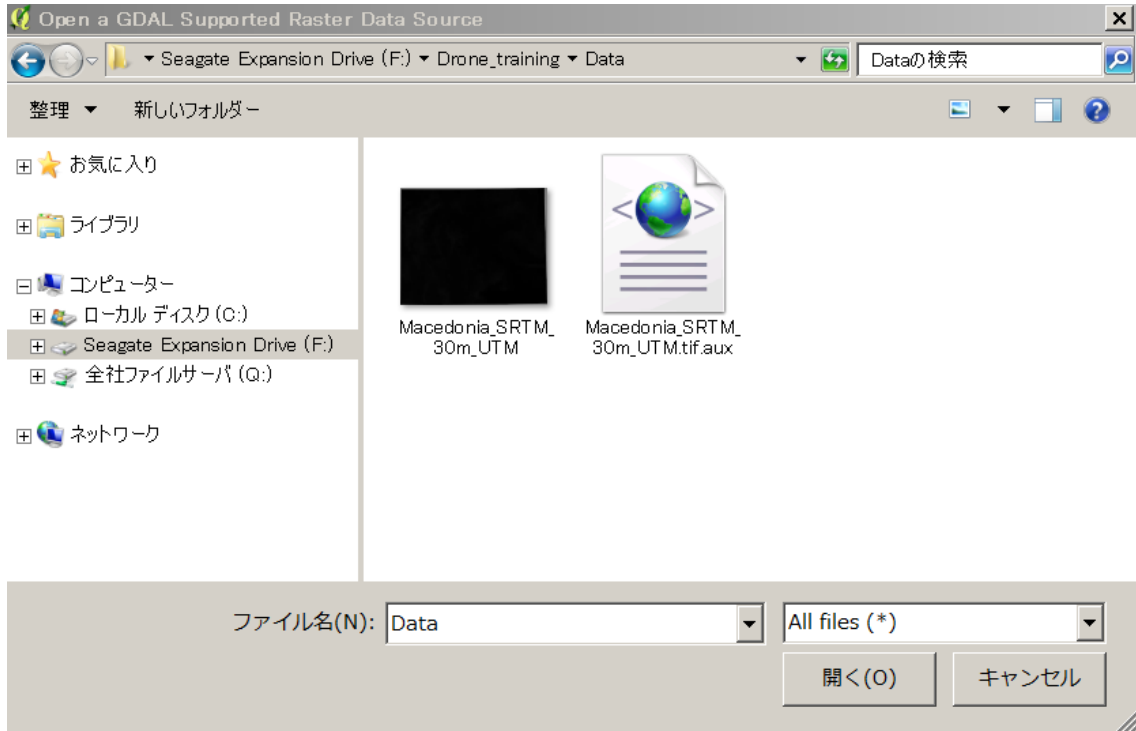 Open a GDAL Supported Raster Data Source
Seagate Expansion Drive (F:) Drone_training Data
Dataの検索
整理
新しいフォルダー
お気に入り
ライブラリ
コンピューター
ローカル ディスク (C:)
Seagate Expansion Drive (F:)
全社ファイルサーバ (Q:)
ネットワーク
Macedonia_SRTM_
30m_UTM
Macedonia_SRTM_
30m_UTM.tif.aux
ファイル名(N): Data
All files (*)
開く(O)
キャンセル